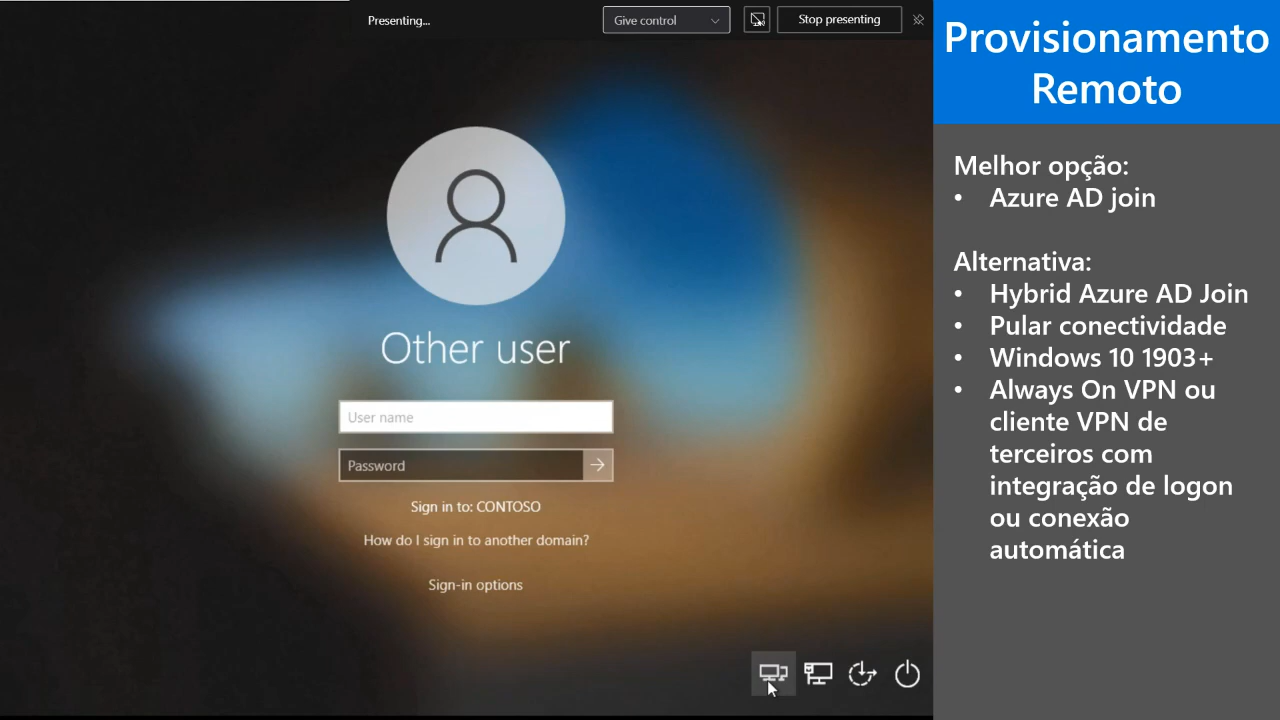 Presenting...
Give control
Stop presenting
Other user
User name
Password
Sign in to: CONTOSO
How do I sign in to another domain?
Sign-in options
Provisionamento
Remoto
Melhor opção:
• Azure AD join
Alternativa:
• Hybrid Azure AD Join
• Pular conectividade
• Windows 10 1903+
• Always On VPN ou
cliente VPN de
terceiros com
integração de logon
ou conexão
automática